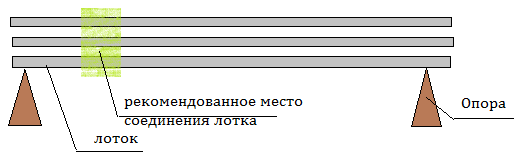 рекомендованное место
соединения лотка
Опора
лоток